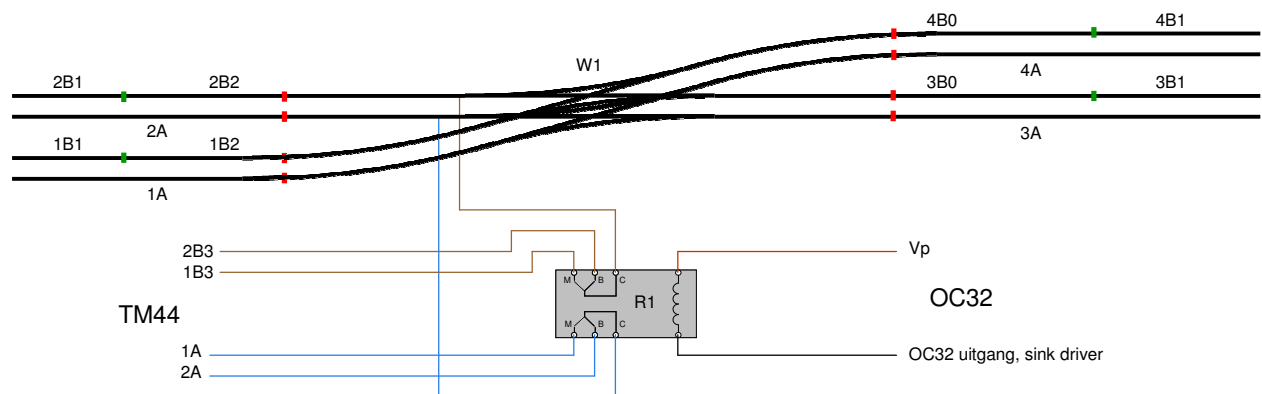 4B0 4B1
W1 4A
2B1 2B2 3B0 3B1
2A 3A
1B1 1B2
1A
2B3 Vp
1B3
M B C
R1 OC32
TM44
M B C
1A OC32 uitgang, sink driver
2A